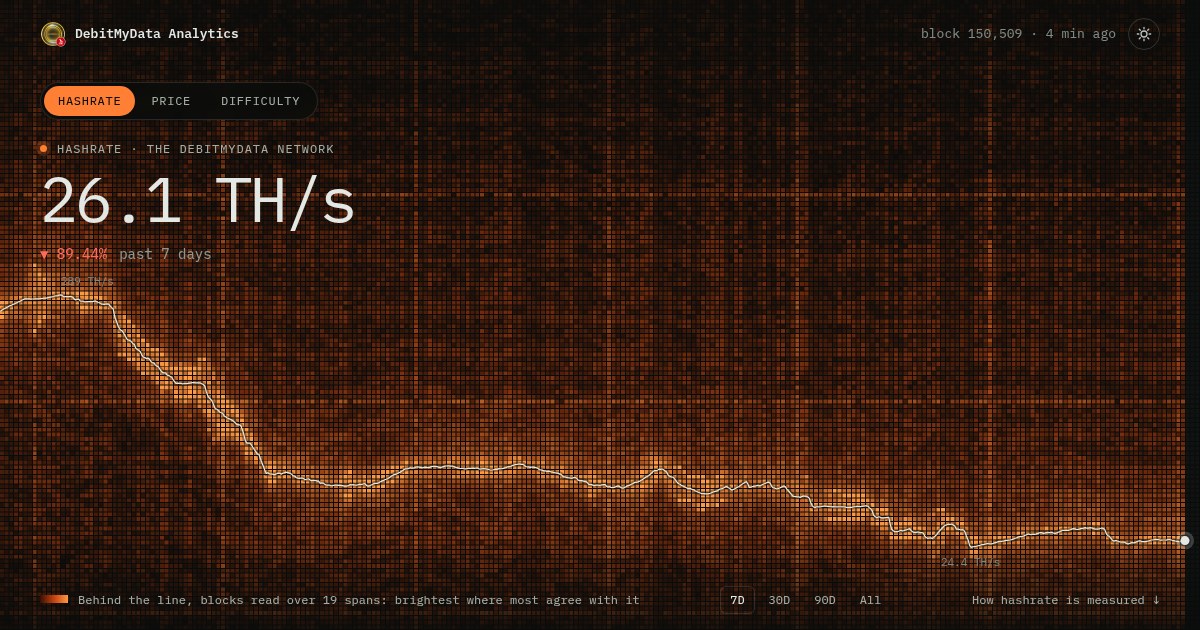 DebitMyData Analytics
block 150,509 · 4 min ago
HASHRATE PRICE DIFFICULTY
HASHRATE · THE DEBITMYDATA NETWORK
26.1 TH/s
▼ 89.44% past 7 days
289 TH/s
24.4 TH/s
Behind the line, blocks read over 19 spans: brightest where most agree with it
7D 30D 90D All
How hashrate is measured ↓